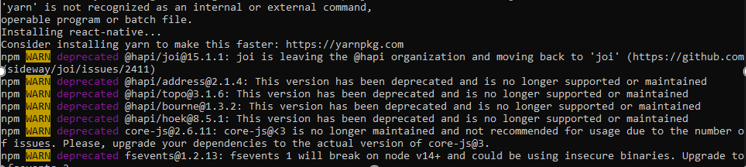 'yarn' is not recognized as an internal or external command,
operable program or batch file.
Installing react-native...
Consider installing yarn to make this faster: https://yarnpkg.com
npm WARN deprecated @hapi/joi@15.1.1: joi is leaving the @hapi organization and moving back to 'joi' (https://github.com
/sideway/joi/issues/2411)
npm WARN deprecated @hapi/address@2.1.4: This version has been deprecated and is no longer supported or maintained
npm WARN deprecated @hapi/topo@3.1.6: This version has been deprecated and is no longer supported or maintained
npm WARN deprecated @hapi/bourne@1.3.2: This version has been deprecated and is no longer supported or maintained
npm WARN deprecated @hapi/hoek@8.5.1: This version has been deprecated and is no longer supported or maintained
npm WARN deprecated core-js@2.6.11: core-js@<3 is no longer maintained and not recommended for usage due to the number o
f issues. Please, upgrade your dependencies to the actual version of core-js@3.
npm WARN deprecated fsevents@1.2.13: fsevents 1 will break on node v14+ and could be using insecure binaries. Upgrade to